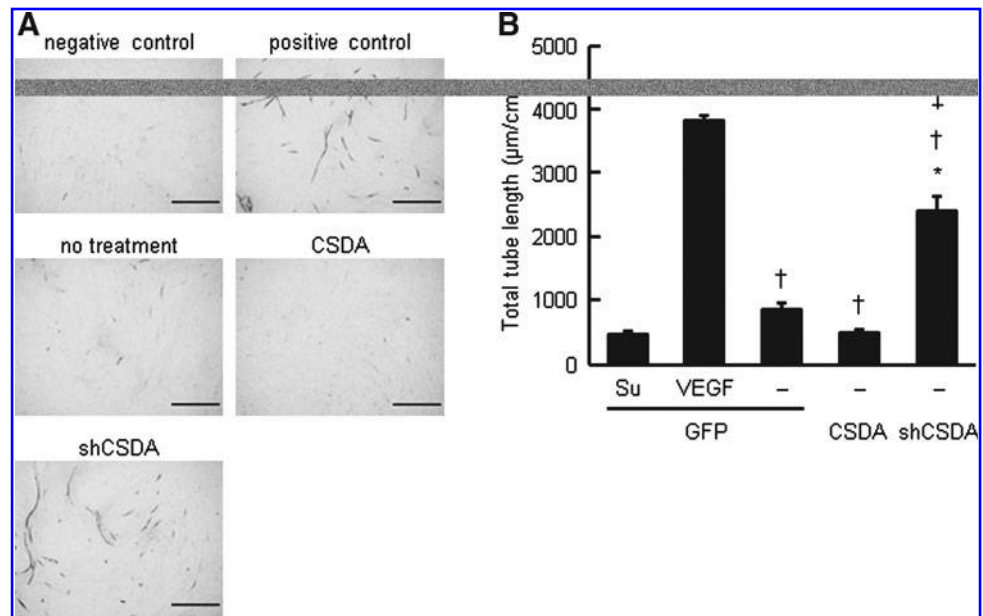 A
negative control
positive control
no treatment
CSDA
shCSDA
B
Total tube length (µm/cm
5000
4000
3000
2000
1000
0
†
†
‡
†
*
Su
VEGF
–
–
–
GFP
CSDA
shCSDA